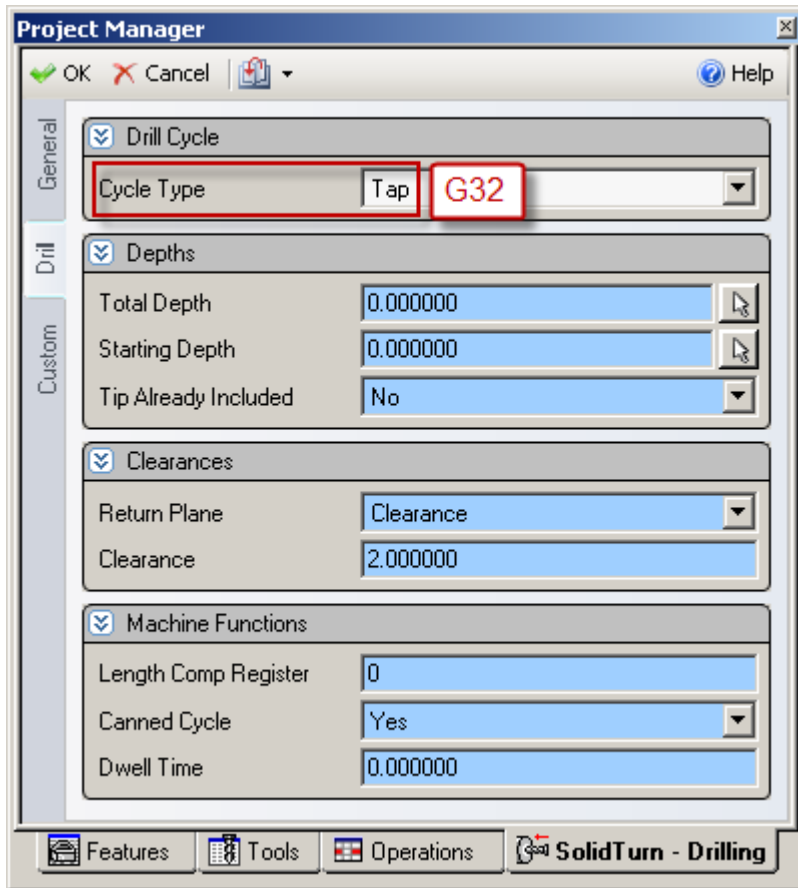 Project Manager
OK Cancel Help
General
Drill
Custom
Drill Cycle
Cycle Type Tap G32
Depths
Total Depth 0.000000
Starting Depth 0.000000
Tip Already Included No
Clearances
Return Plane Clearance
Clearance 2.000000
Machine Functions
Length Comp Register 0
Canned Cycle Yes
Dwell Time 0.000000
Features Tools Operations SolidTurn - Drilling